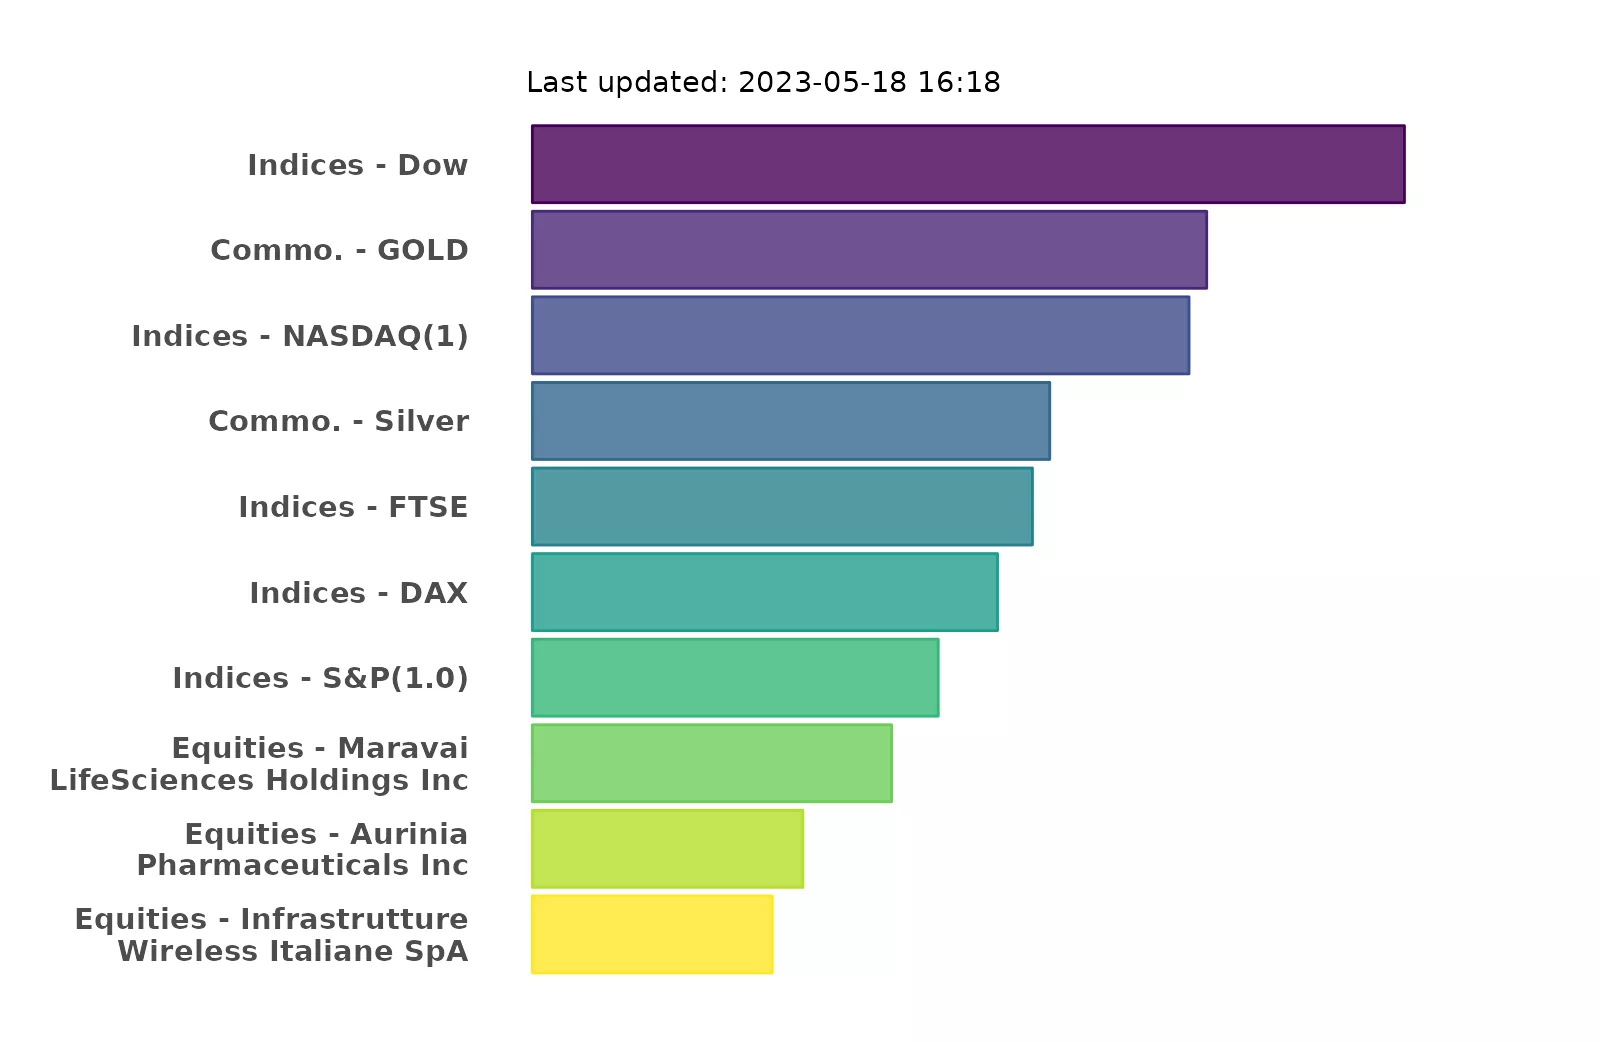 Last updated: 2023-05-18 16:18
Indices - Dow
Commo. - GOLD
Indices - NASDAQ(1)
Commo. - Silver
Indices - FTSE
Indices - DAX
Indices - S&P(1.0)
Equities - Maravai
LifeSciences Holdings Inc
Equities - Aurinia
Pharmaceuticals Inc
Equities - Infrastrutture
Wireless Italiane SpA